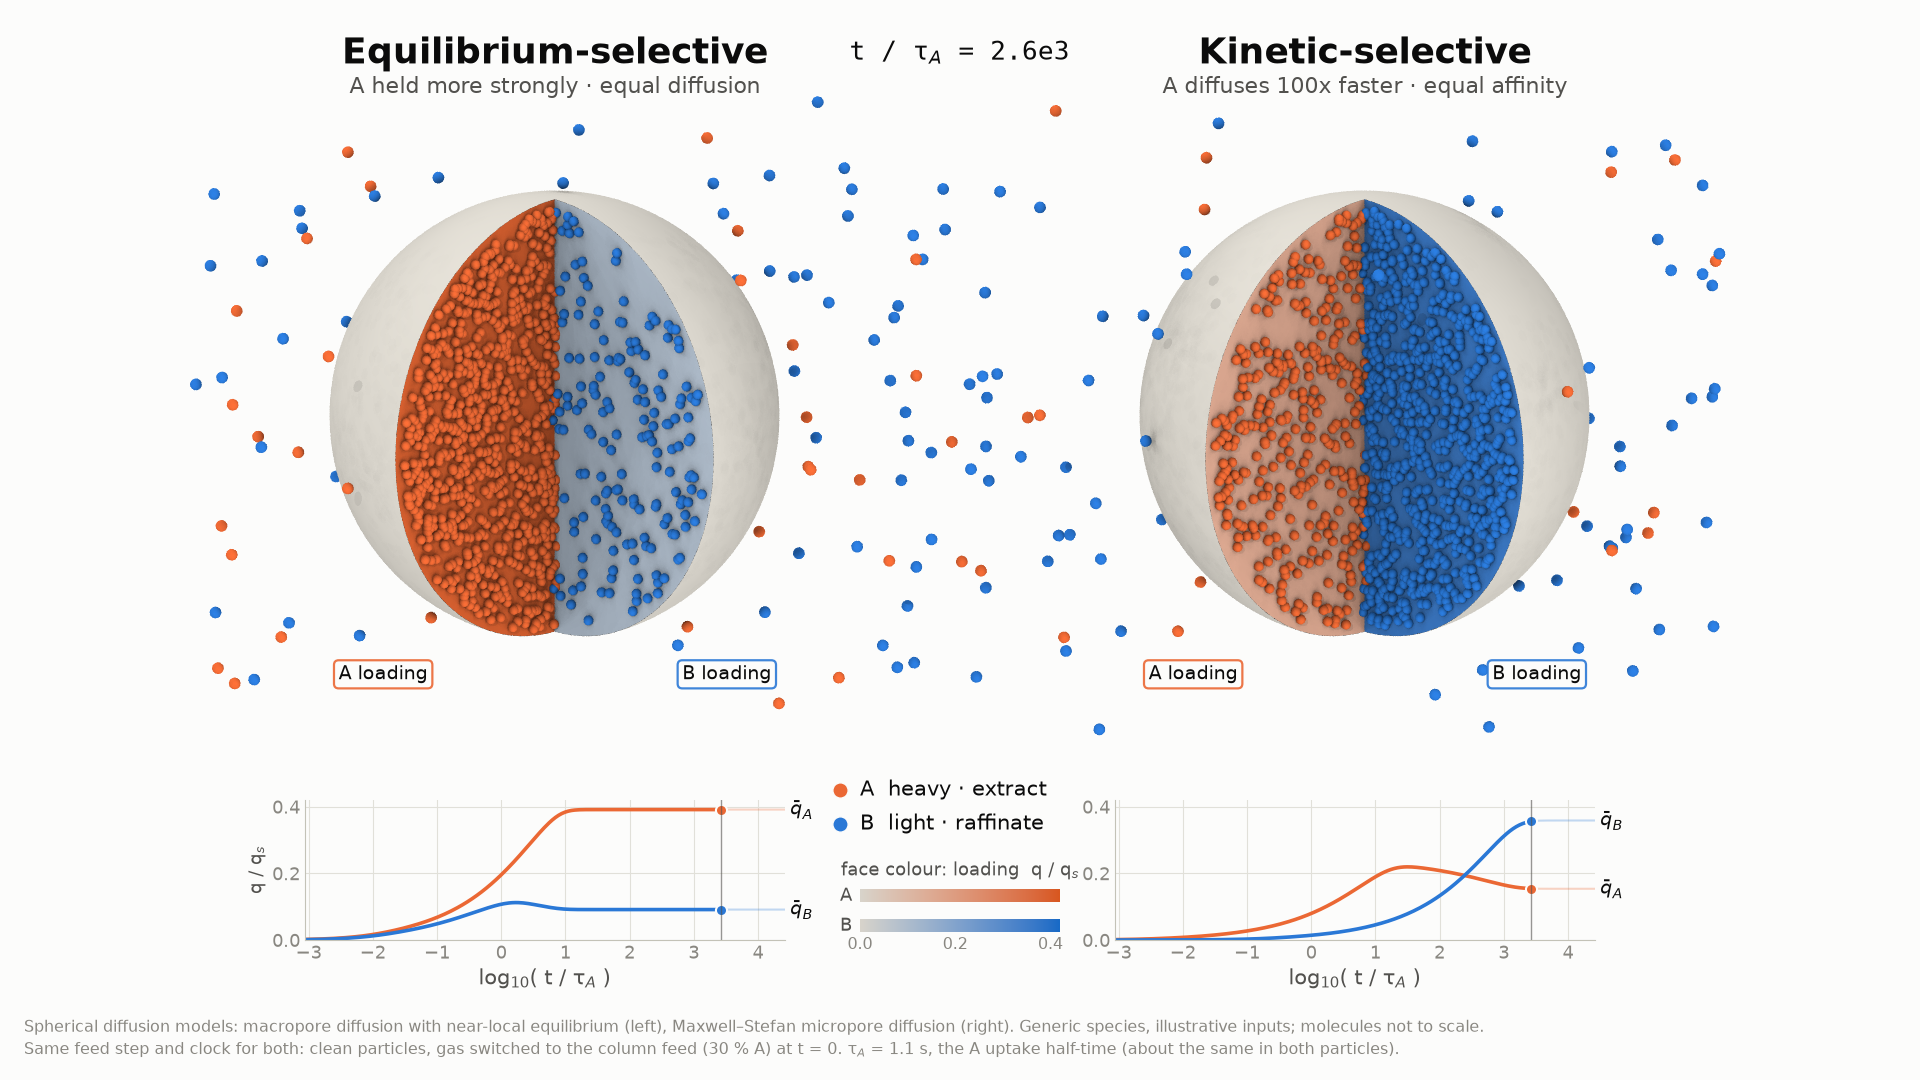 Equilibrium-selective
A held more strongly · equal diffusion
t / τA = 2.6e3
Kinetic-selective
A diffuses 100x faster · equal affinity
A loading
B loading
A loading
B loading
q / qs
0.4
0.2
0.0
−3 −2 −1 0 1 2 3 4
log10( t / τA )
q̄A
q̄B
A heavy · extract
B light · raffinate
face colour: loading q / qs
A
B
0.0 0.2 0.4
0.4
0.2
0.0
−3 −2 −1 0 1 2 3 4
log10( t / τA )
q̄B
q̄A
Spherical diffusion models: macropore diffusion with near-local equilibrium (left), Maxwell–Stefan micropore diffusion (right). Generic species, illustrative inputs; molecules not to scale.
Same feed step and clock for both: clean particles, gas switched to the column feed (30 % A) at t = 0. τA = 1.1 s, the A uptake half-time (about the same in both particles).